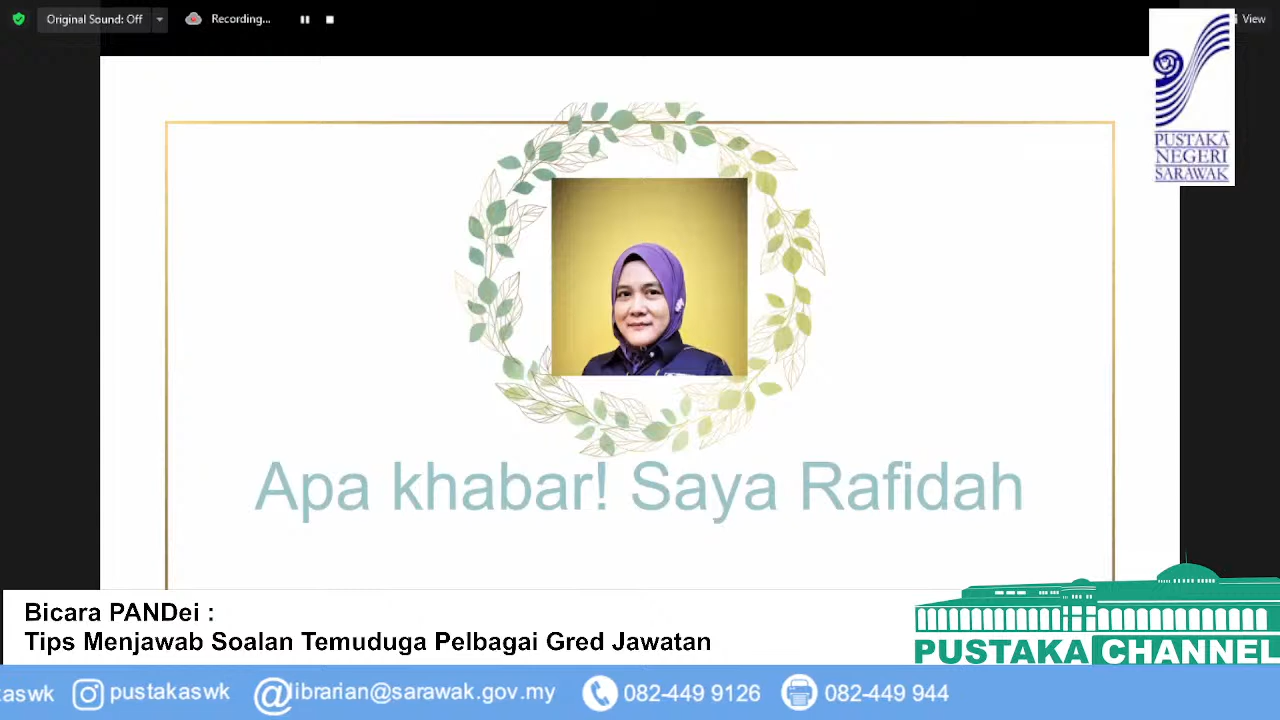 Original Sound: Off
Recording...
View
PUSTAKA
NEGERI
SARAWAK
Apa khabar! Saya Rafidah
Bicara PANDei :
Tips Menjawab Soalan Temuduga Pelbagai Gred Jawatan
PUSTAKA CHANNEL
kaswk pustakaswk librarian@sarawak.gov.my 082-449 9126 082-449 944